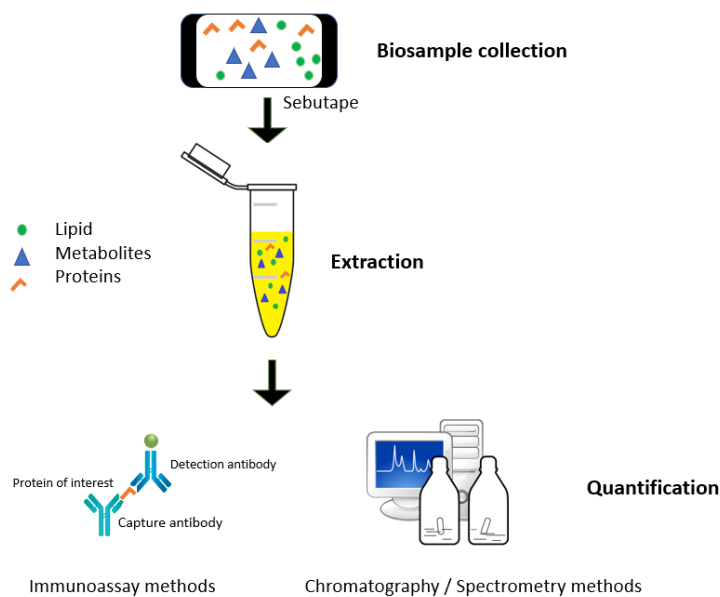 Biosample collection
Sebutape
Lipid
Metabolites
Proteins
Extraction
Detection antibody
Protein of interest
Capture antibody
Quantification
Immunoassay methods
Chromatography / Spectrometry methods